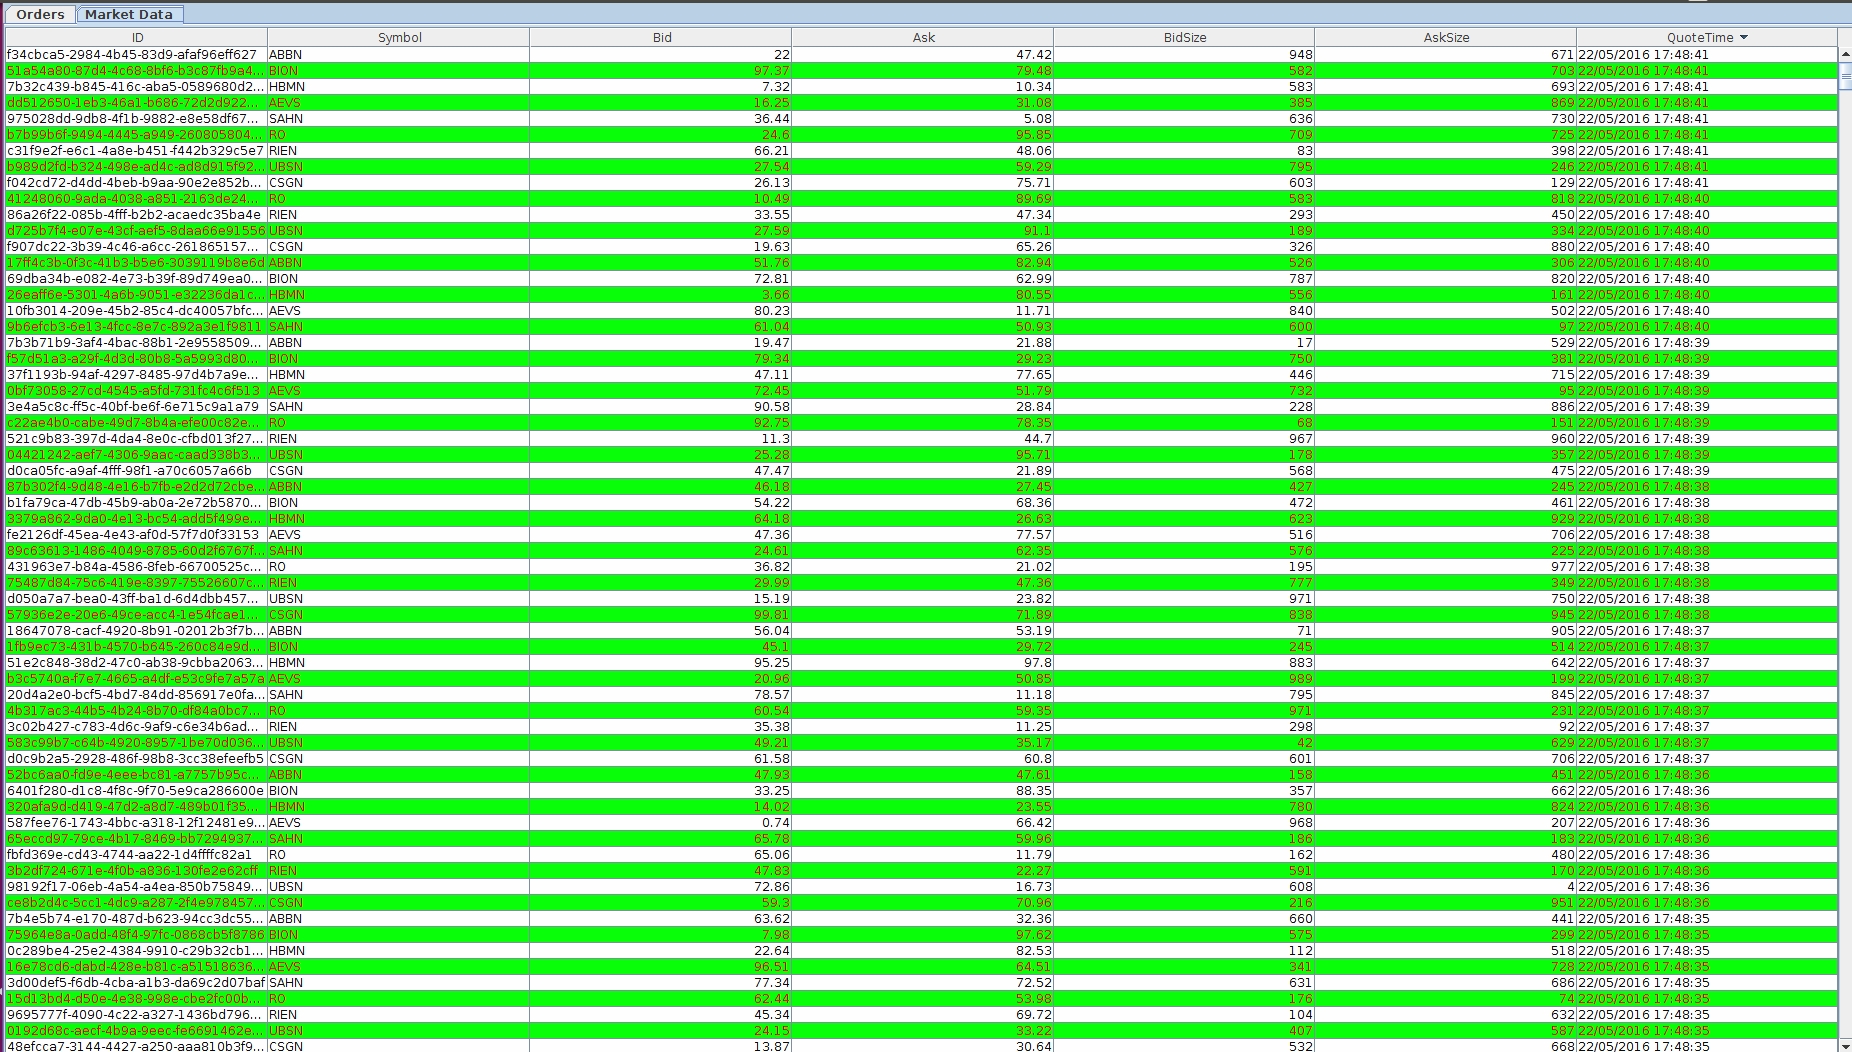 Orders Market Data
ID Symbol Bid Ask BidSize AskSize QuoteTime
f34cbca5-2984-4b45-83d9-afaf96eff627 ABBN 22 47.42 948 671 22/05/2016 17:48:41
51a54a80-87d4-4c68-8bf6-b3c87fb9a4... BION 97.37 79.48 582 703 22/05/2016 17:48:41
7b32c439-b845-416c-aba5-0589680d2... HBMN 7.32 10.34 583 693 22/05/2016 17:48:41
dd512650-1eb3-46a1-b686-72d2d922... AEVS 16.25 31.08 385 869 22/05/2016 17:48:41
975028dd-9db8-4f1b-9882-e8e58df67... SAHN 36.44 5.08 636 730 22/05/2016 17:48:41
b7b99b6f-9494-4445-a949-260805804... RO 24.6 95.85 709 725 22/05/2016 17:48:41
c31f9e2f-e6c1-4a8e-b451-f442b329c5e7 RIEN 66.21 48.06 83 398 22/05/2016 17:48:41
b989d2fd-b324-498e-ad4c-ad8d915f92... UBSN 27.54 59.29 795 246 22/05/2016 17:48:41
f042cd72-d4dd-4beb-b9aa-90e2e852b... CSGN 26.13 75.71 603 129 22/05/2016 17:48:41
41248060-9ada-4038-a851-2163de24... RO 10.49 89.69 583 818 22/05/2016 17:48:40
86a26f22-085b-4fff-b2b2-acaedc35ba4e RIEN 33.55 47.34 293 450 22/05/2016 17:48:40
d725b7f4-e07e-43cf-aef5-8daa66e91556 UBSN 27.59 91.1 189 334 22/05/2016 17:48:40
f907dc22-3b39-4c46-a6cc-261865157... CSGN 19.63 65.26 326 880 22/05/2016 17:48:40
17ff4c3b-0f3c-41b3-b5e6-3039119b8e6d ABBN 51.76 82.94 526 306 22/05/2016 17:48:40
69dba34b-e082-4e73-b39f-89d749ea0... BION 72.81 62.99 787 820 22/05/2016 17:48:40
26eaff6e-5301-4a6b-9051-e32236da1c... HBMN 3.66 80.55 556 161 22/05/2016 17:48:40
10fb3014-209e-45b2-85c4-dc40057bfc... AEVS 80.23 11.71 840 502 22/05/2016 17:48:40
9b6efcb3-6e13-4fcc-8e7c-892a3e1f9811 SAHN 61.04 50.93 600 97 22/05/2016 17:48:40
7b3b71b9-3af4-4bac-88b1-2e9558509... ABBN 19.47 21.88 17 529 22/05/2016 17:48:39
f57d51a3-a29f-4d3d-80b8-5a5993d80... BION 79.34 29.23 750 381 22/05/2016 17:48:39
37f1193b-94af-4297-8485-97d4b7a9e... HBMN 47.11 77.65 446 715 22/05/2016 17:48:39
0bf73058-27cd-4545-a5fd-731fc4c6f513 AEVS 72.45 51.79 732 95 22/05/2016 17:48:39
3e4a5c8c-ff5c-40bf-be6f-6e715c9a1a79 SAHN 90.58 28.84 228 886 22/05/2016 17:48:39
c22ae4b0-cabe-49d7-8b4a-efe00c82e... RO 92.75 78.35 68 151 22/05/2016 17:48:39
521c9b83-397d-4da4-8e0c-cfbd013f27... RIEN 11.3 44.7 967 960 22/05/2016 17:48:39
04421242-aef7-4306-9aac-caad338b3... UBSN 25.28 95.71 178 357 22/05/2016 17:48:39
d0ca05fc-a9af-4fff-98f1-a70c6057a66b CSGN 47.47 21.89 568 475 22/05/2016 17:48:39
87b302f4-9d48-4e16-b7fb-e2d2d72cbe... ABBN 46.18 27.45 427 245 22/05/2016 17:48:38
b1fa79ca-47db-45b9-ab0a-2e72b5870... BION 54.22 68.36 472 461 22/05/2016 17:48:38
3379a862-9da0-4e13-bc54-add5f499e... HBMN 64.18 26.63 623 929 22/05/2016 17:48:38
fe2126df-45ea-4e43-af0d-57f7d0f33153 AEVS 47.36 77.57 516 706 22/05/2016 17:48:38
89c63613-1486-4049-8785-60d2f6767f... SAHN 24.61 62.35 576 225 22/05/2016 17:48:38
431963e7-b84a-4586-8feb-66700525c... RO 36.82 21.02 195 977 22/05/2016 17:48:38
75487d84-75c6-419e-8397-75526607c... RIEN 29.99 47.36 777 349 22/05/2016 17:48:38
d050a7a7-bea0-43ff-ba1d-6d4dbb457... UBSN 15.19 23.82 971 750 22/05/2016 17:48:38
57936e2e-20e6-49ce-acc4-1e54fcae1... CSGN 99.81 71.89 838 945 22/05/2016 17:48:38
18647078-cacf-4920-8b91-02012b3f7b... ABBN 56.04 53.19 71 905 22/05/2016 17:48:37
1fb9ec73-431b-4570-b645-260c84e9d... BION 45.1 29.72 245 514 22/05/2016 17:48:37
51e2c848-38d2-47c0-ab38-9cbba2063... HBMN 95.25 97.8 883 642 22/05/2016 17:48:37
b3c5740a-f7e7-4665-a4df-e53c9fe7a57a AEVS 20.96 50.85 989 199 22/05/2016 17:48:37
20d4a2e0-bcf5-4bd7-84dd-856917e0fa... SAHN 78.57 11.18 795 845 22/05/2016 17:48:37
4b317ac3-44b5-4b24-8b70-df84a0bc7... RO 60.54 59.35 971 231 22/05/2016 17:48:37
3c02b427-c783-4d6c-9af9-c6e34b6ad... RIEN 35.38 11.25 298 92 22/05/2016 17:48:37
583c99b7-c64b-4920-8957-1be70d036... UBSN 49.21 35.17 42 629 22/05/2016 17:48:37
d0c9b2a5-2928-486f-98b8-3cc38efeefb5 CSGN 61.58 60.8 601 706 22/05/2016 17:48:37
52bc6aa0-fd9e-4eee-bc81-a7757b95c... ABBN 47.93 47.61 158 451 22/05/2016 17:48:36
6401f280-d1c8-4f8c-9f70-5e9ca286600e BION 33.25 88.35 357 662 22/05/2016 17:48:36
320afa9d-d419-47d2-a8d7-489b01f35... HBMN 14.02 23.55 780 824 22/05/2016 17:48:36
587fee76-1743-4bbc-a318-12f12481e9... AEVS 0.74 66.42 968 207 22/05/2016 17:48:36
65eccd97-79ce-4b17-8469-bb7294937... SAHN 65.78 59.96 186 183 22/05/2016 17:48:36
fbfd369e-cd43-4744-aa22-1d4ffffc82a1 RO 65.06 11.79 162 480 22/05/2016 17:48:36
3b2df724-671e-4f0b-a836-130fe2e62cff RIEN 47.83 22.27 591 170 22/05/2016 17:48:36
98192f17-06eb-4a54-a4ea-850b75849... UBSN 72.86 16.73 608 4 22/05/2016 17:48:36
ce8b2d4c-5cc1-4dc9-a287-2f4e978457... CSGN 59.3 70.96 216 951 22/05/2016 17:48:36
7b4e5b74-e170-487d-b623-94cc3dc55... ABBN 63.62 32.36 660 441 22/05/2016 17:48:35
75964e8a-0add-48f4-97fc-0868cb5f8786 BION 7.98 97.62 575 299 22/05/2016 17:48:35
0c289be4-25e2-4384-9910-c29b32cb1... HBMN 22.64 82.53 112 518 22/05/2016 17:48:35
16e78cd6-dabd-428e-b81c-a51518636... AEVS 96.51 64.51 341 728 22/05/2016 17:48:35
3d00def5-f6db-4cba-a1b3-da69c2d07baf SAHN 77.34 72.52 631 686 22/05/2016 17:48:35
15d13bd4-d50e-4e38-998e-cbe2fc00b... RO 62.44 53.98 176 74 22/05/2016 17:48:35
9695777f-4090-4c22-a327-1436bd796... RIEN 45.34 69.72 104 632 22/05/2016 17:48:35
0192d68c-aecf-4b9a-9eec-fe6691462e... UBSN 24.15 33.22 407 587 22/05/2016 17:48:35
48efcca7-3144-4427-a250-aaa810b3f9... CSGN 13.87 30.64 532 668 22/05/2016 17:48:35